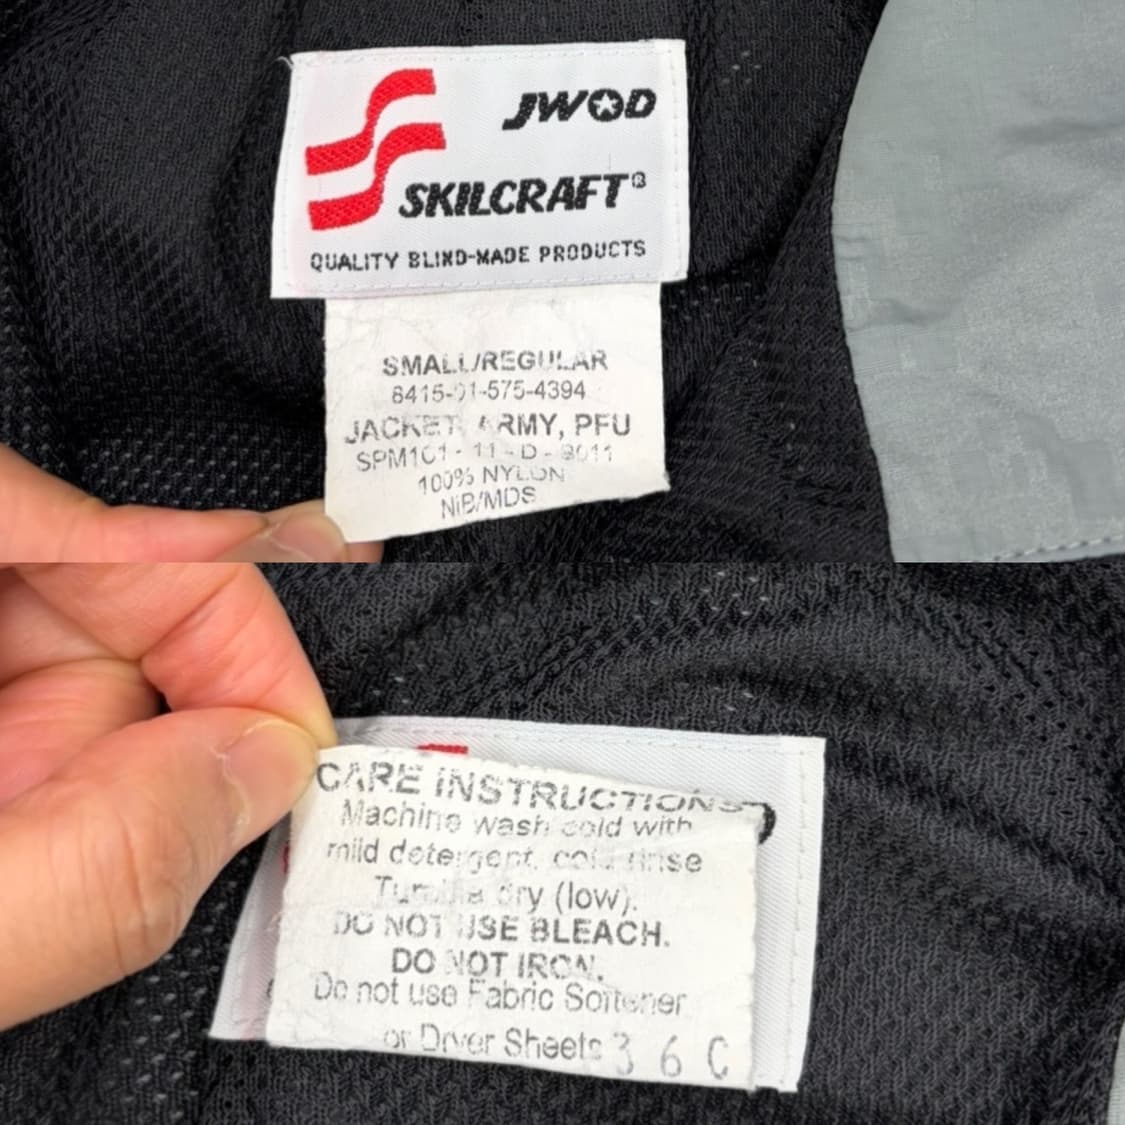 JWOD
SKILCRAFT®
QUALITY BLIND-MADE PRODUCTS
SMALL/REGULAR
8415-01-575-4394
JACKET, ARMY, PFU
SPM1C1-11-D-
100% NYLON
NIB/MDS
CARE INSTRUCTIONS
Machine wash cold with
mild detergent, cold rinse
Tumble dry (low).
DO NOT USE BLEACH.
DO NOT IRON.
Do not use Fabric Softener
or Dryer Sheets 3 6 C